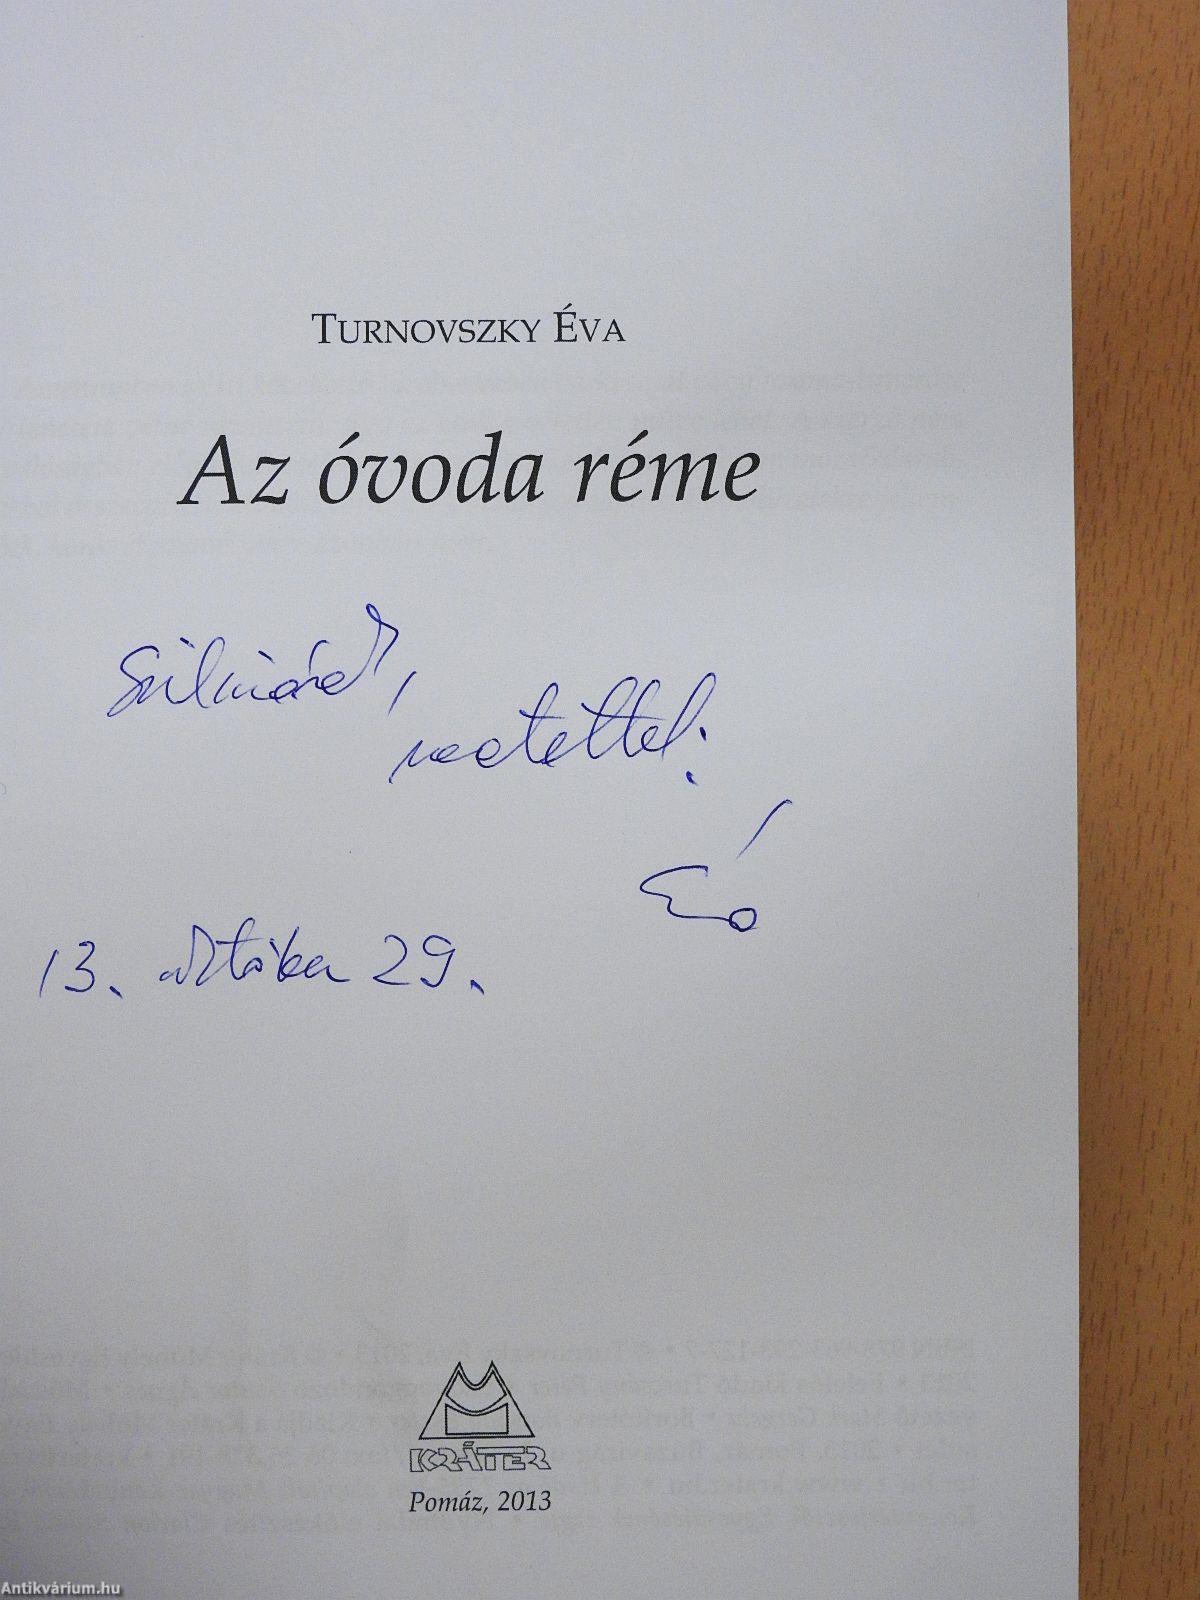 TURNOVSZKY ÉVA
Az óvoda réme
Szilviának,
szeretettel:
Éva
13. október 29.
KRÁTER
Pomáz, 2013
Antikvárium.hu